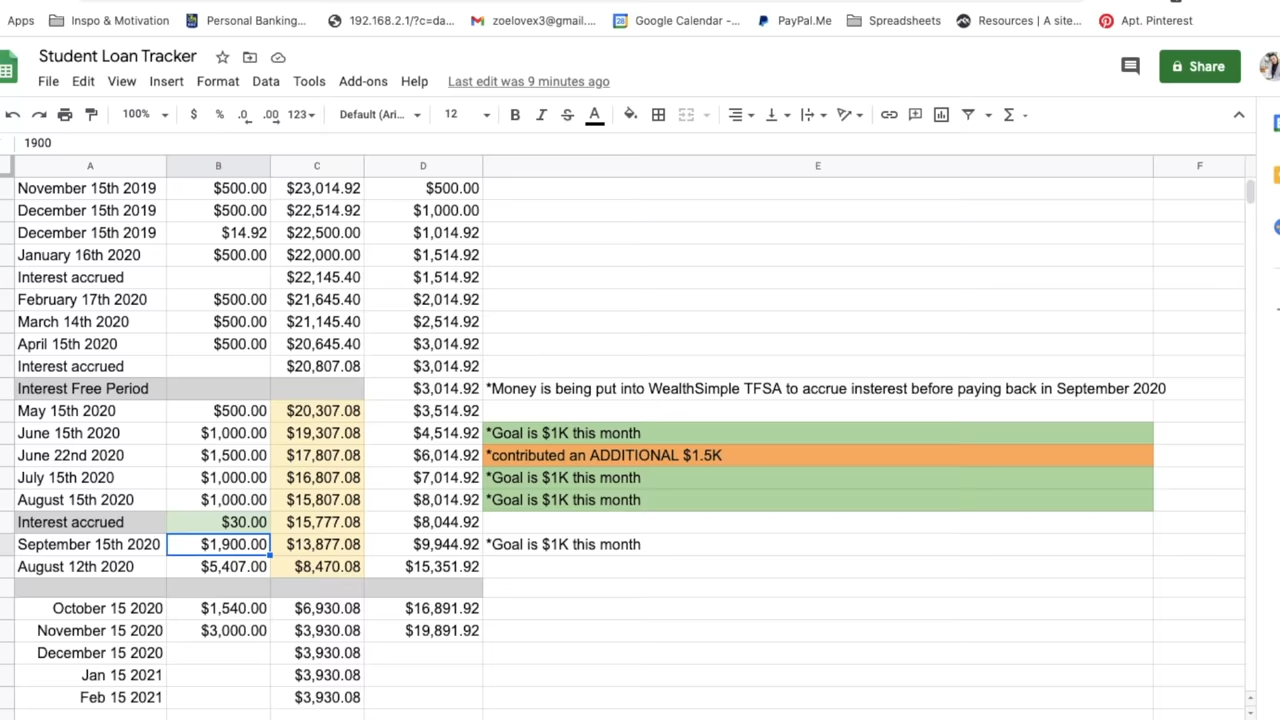 Apps Inspo & Motivation Personal Banking... 192.168.2.1/?c=da... zoelovex3@gmail.... Google Calendar -... PayPal.Me Spreadsheets Resources | A site... Apt. Pinterest
Student Loan Tracker
File Edit View Insert Format Data Tools Add-ons Help Last edit was 9 minutes ago
Share
100% $ % .0 .00 123 Default (Ari... 12 B I S A Σ
1900
A B C D E F
November 15th 2019 $500.00 $23,014.92 $500.00
December 15th 2019 $500.00 $22,514.92 $1,000.00
December 15th 2019 $14.92 $22,500.00 $1,014.92
January 16th 2020 $500.00 $22,000.00 $1,514.92
Interest accrued $22,145.40 $1,514.92
February 17th 2020 $500.00 $21,645.40 $2,014.92
March 14th 2020 $500.00 $21,145.40 $2,514.92
April 15th 2020 $500.00 $20,645.40 $3,014.92
Interest accrued $20,807.08 $3,014.92
Interest Free Period $3,014.92 *Money is being put into WealthSimple TFSA to accrue insterest before paying back in September 2020
May 15th 2020 $500.00 $20,307.08 $3,514.92
June 15th 2020 $1,000.00 $19,307.08 $4,514.92 *Goal is $1K this month
June 22nd 2020 $1,500.00 $17,807.08 $6,014.92 *contributed an ADDITIONAL $1.5K
July 15th 2020 $1,000.00 $16,807.08 $7,014.92 *Goal is $1K this month
August 15th 2020 $1,000.00 $15,807.08 $8,014.92 *Goal is $1K this month
Interest accrued $30.00 $15,777.08 $8,044.92
September 15th 2020 $1,900.00 $13,877.08 $9,944.92 *Goal is $1K this month
August 12th 2020 $5,407.00 $8,470.08 $15,351.92
October 15 2020 $1,540.00 $6,930.08 $16,891.92
November 15 2020 $3,000.00 $3,930.08 $19,891.92
December 15 2020 $3,930.08
Jan 15 2021 $3,930.08
Feb 15 2021 $3,930.08